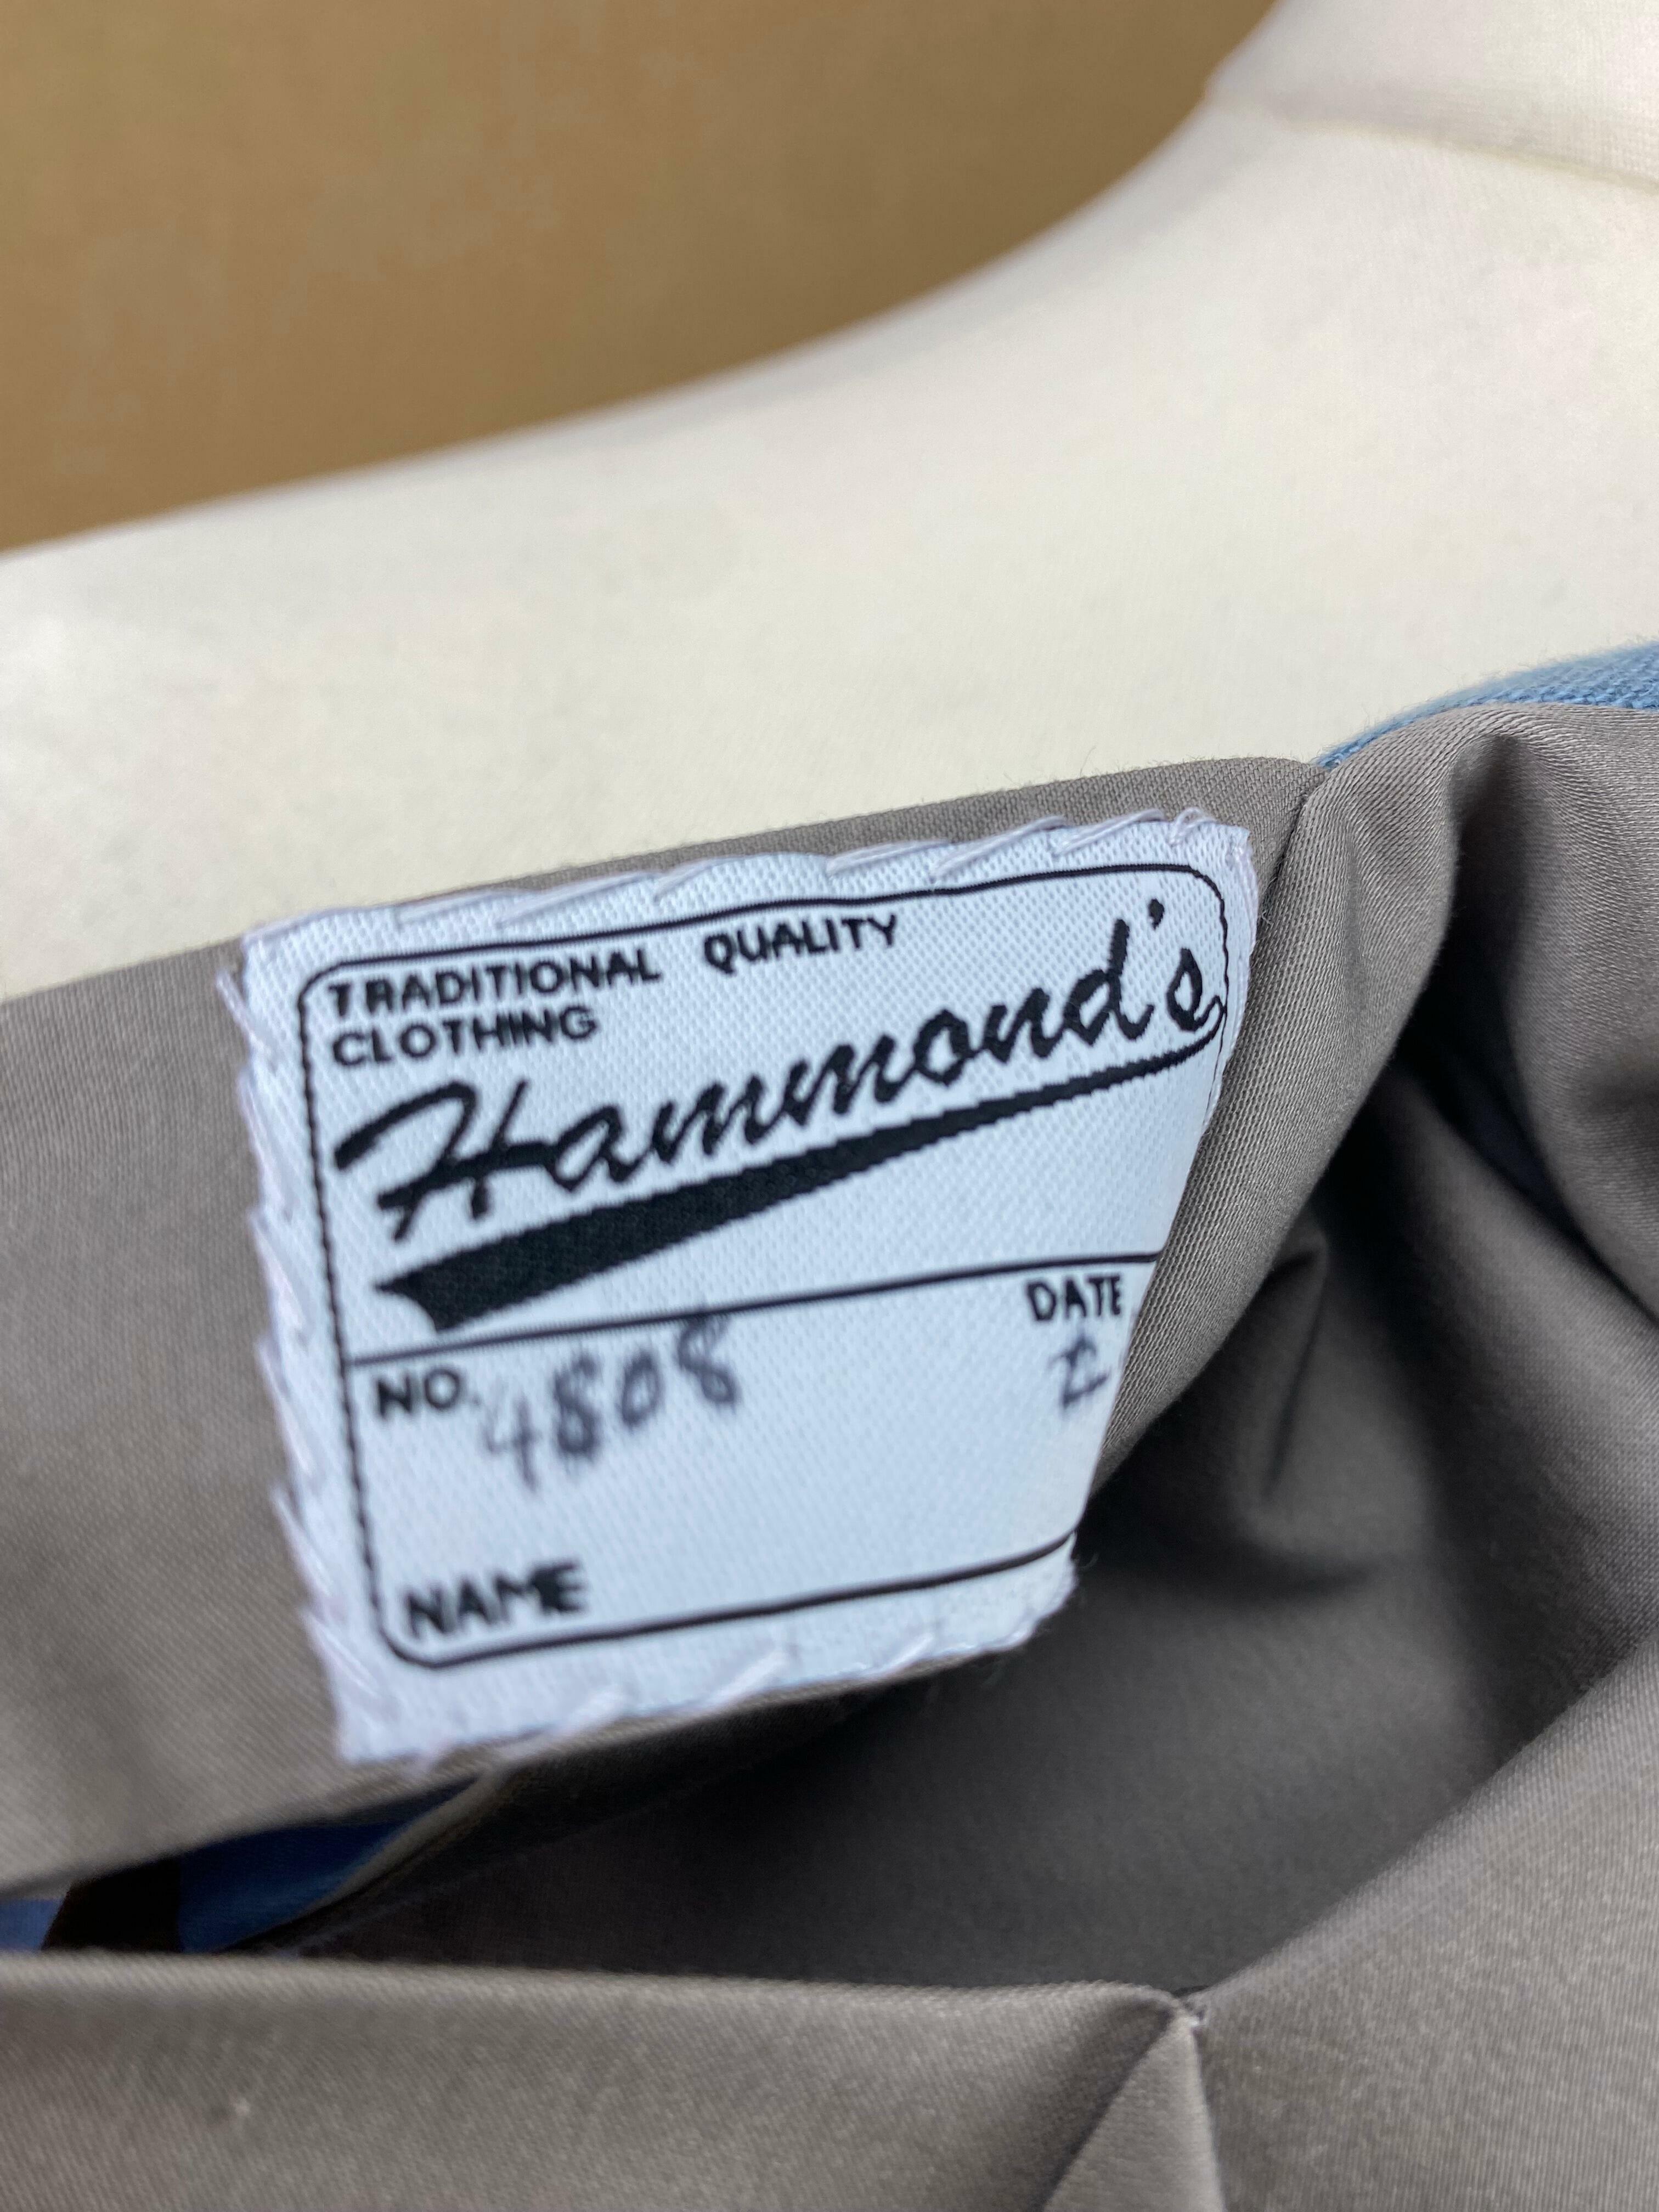 TRADITIONAL QUALITY
CLOTHING
Hammond's
DATE
NO. 4808
NAME